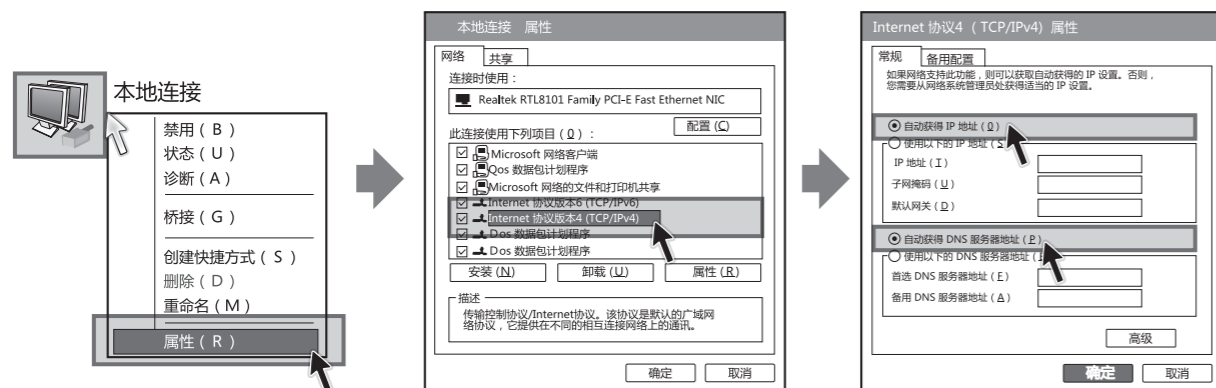 本地连接
禁用 ( B )
状态 ( U )
诊断 ( A )
桥接 ( G )
创建快捷方式 ( S )
删除 ( D )
重命名 ( M )
属性 ( R )
本地连接 属性
网络 共享
连接时使用 :
Realtek RTL8101 Family PCI-E Fast Ethernet NIC
此连接使用下列项目 ( O ) :
配置 (C)
Microsoft 网络客户端
Qos 数据包计划程序
Microsoft 网络的文件和打印机共享
Internet 协议版本6 (TCP/IPv6)
Internet 协议版本4 (TCP/IPv4)
Dos 数据包计划程序
Dos 数据包计划程序
安装 (N) 卸载 (U) 属性 (R)
描述
传输控制协议/Internet协议。该协议是默认的广域网
络协议，它提供在不同的相互连接网络上的通讯。
确定 取消
Internet 协议4 ( TCP/IPv4) 属性
常规 备用配置
如果网络支持此功能，则可以获取自动获得的 IP 设置。否则，
您需要从网络系统管理员处获得适当的 IP 设置。
自动获得 IP 地址 ( O )
使用以下的 IP 地址 ( S
IP 地址 ( I )
子网掩码 ( U )
默认网关 ( D )
自动获得 DNS 服务器地址 ( P )
使用以下的 DNS 服务器地址 (
首选 DNS 服务器地址 ( E )
备用 DNS 服务器地址 ( A )
高级
确定 取消